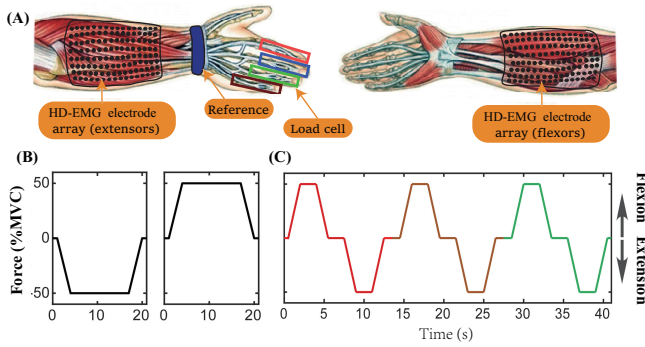 (A)
HD-EMG electrode
array (extensors)
Reference
Load cell
HD-EMG electrode
array (flexors)
(B)
(C)
Force (%MVC)
50
0
-50
0 10 20
0 10 20
0 5 10 15 20 25 30 35 40
Time (s)
Flexion
Extension